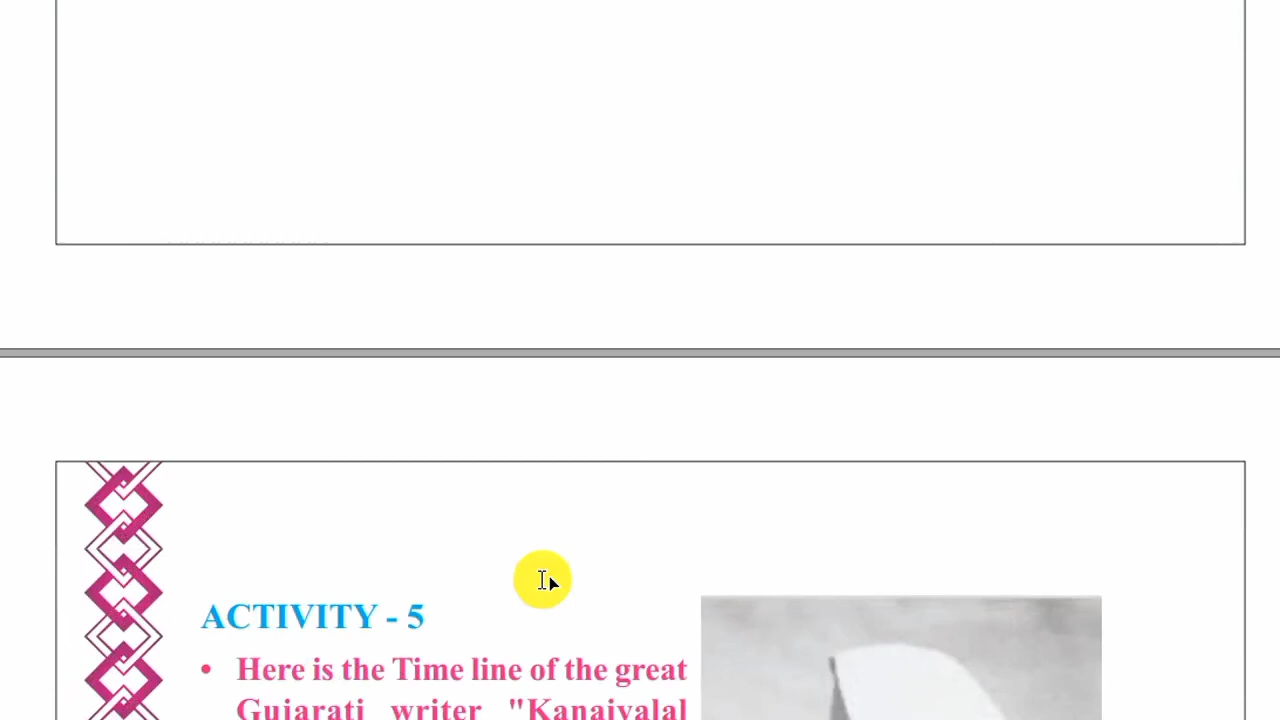 ACTIVITY - 5
• Here is the Time line of the great
Gujarati writer "Kanaiyalal